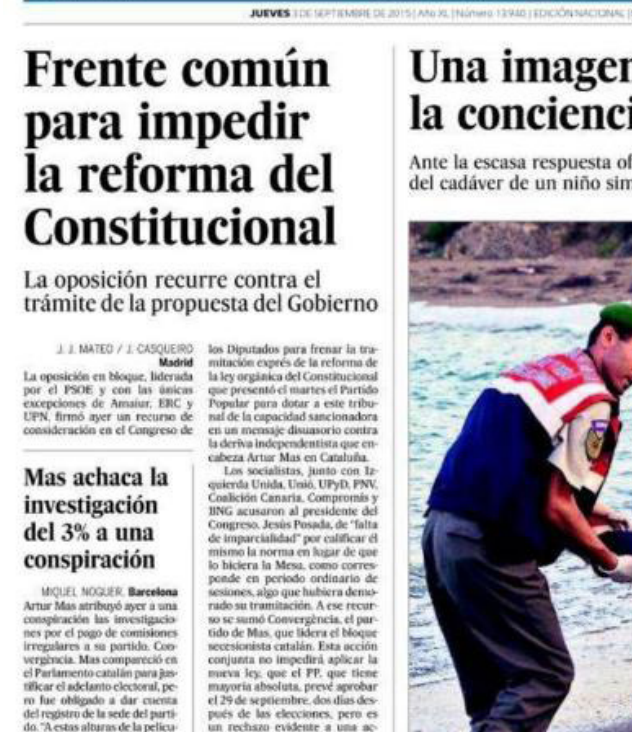 JUEVES 3 DE SEPTIEMBRE DE 2015 | Año XL | Número 13.940 | EDICIÓN NACIONAL
Frente común
para impedir
la reforma del
Constitucional
La oposición recurre contra el
trámite de la propuesta del Gobierno
J. J. MATEO / J. CASQUEIRO
Madrid
La oposición en bloque, liderada
por el PSOE y con las únicas
excepciones de Amaiur, ERC y
UPN, firmó ayer un recurso de
consideración en el Congreso de
los Diputados para frenar la tra-
mitación exprés de la reforma de
la ley orgánica del Constitucional
que presentó el martes el Partido
Popular para dotar a este tribu-
nal de la capacidad sancionadora
en un mensaje disuasorio contra
la deriva independentista que en-
cabeza Artur Mas en Cataluña.
Los socialistas, junto con Iz-
quierda Unida, Unió, UPyD, PNV,
Coalición Canaria, Compromís y
BNG acusaron al presidente del
Congreso, Jesús Posada, de "falta
de imparcialidad" por calificar él
mismo la norma en lugar de que
lo hiciera la Mesa, como corres-
ponde en periodo ordinario de
sesiones, algo que hubiera demo-
rado su tramitación. A ese recur-
so se sumó Convergència, el par-
tido de Mas, que lidera el bloque
secesionista catalán. Esta acción
conjunta no impedirá aplicar la
nueva ley, que el PP, que tiene
mayoría absoluta, prevé aprobar
el 29 de septiembre, dos días des-
pués de las elecciones, pero es
un rechazo evidente a una ac-
Mas achaca la
investigación
del 3% a una
conspiración
MIQUEL NOGUER, Barcelona
Artur Mas atribuyó ayer a una
conspiración las investigacio-
nes por el pago de comisiones
irregulares a su partido, Con-
vergència. Mas compareció en
el Parlamento catalán para jus-
tificar el adelanto electoral, pe-
ro fue obligado a dar cuenta
del registro de la sede del parti-
do. "A estas alturas de la pelícu-
Una imagen
la concienci
Ante la escasa respuesta of
del cadáver de un niño sim